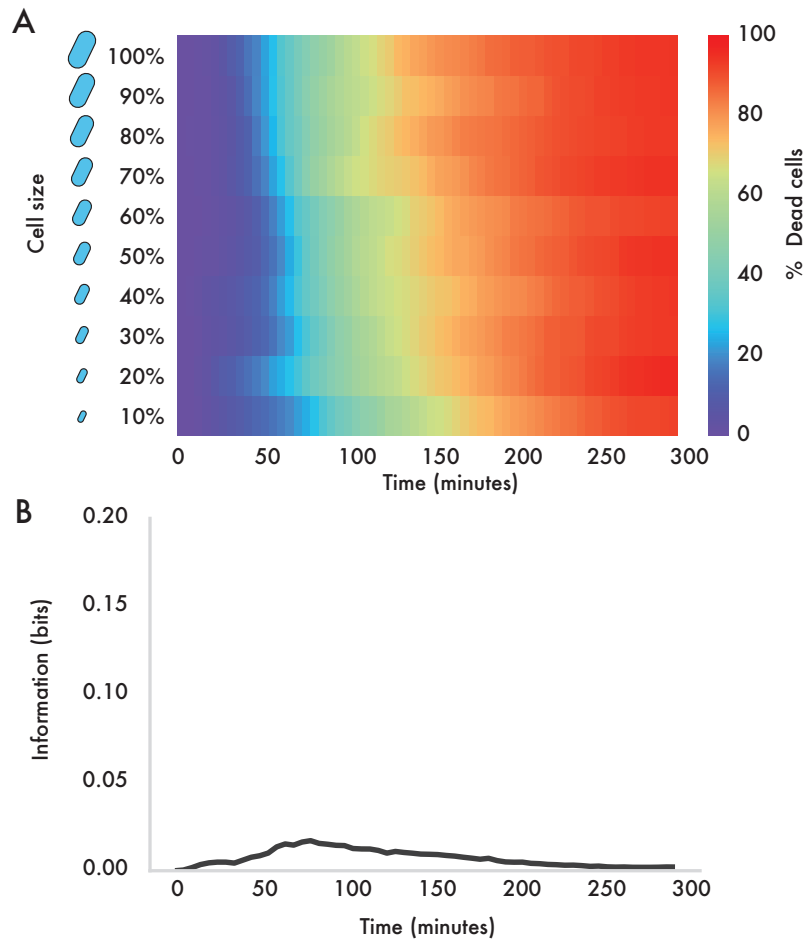 A
Cell size
100%
90%
80%
70%
60%
50%
40%
30%
20%
10%
0 50 100 150 200 250 300
Time (minutes)
100
80
60
40
20
0
% Dead cells
B
Information (bits)
0.20
0.15
0.10
0.05
0.00
0 50 100 150 200 250 300
Time (minutes)